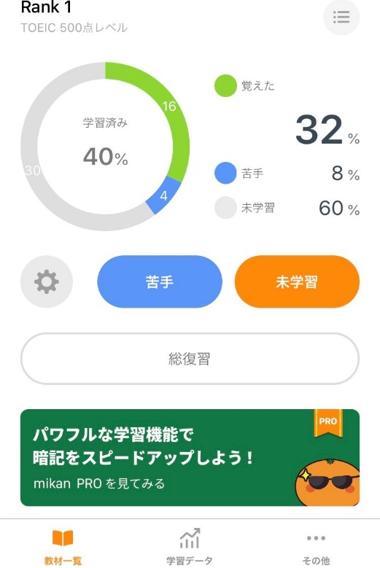 Rank 1
TOEIC 500点レベル
学習済み
40%
16
4
30
覚えた
32 %
苦手
8 %
未学習
60 %
苦手
未学習
総復習
パワフルな学習機能で
暗記をスピードアップしよう！
mikan PROを見てみる
PRO
教材一覧
学習データ
その他